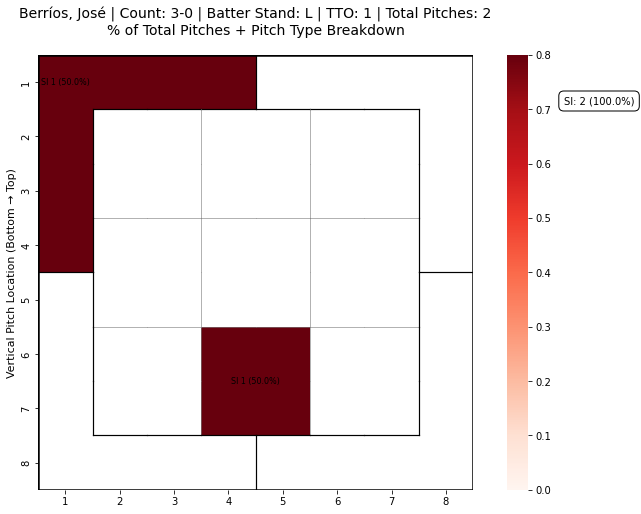 Berríos, José | Count: 3-0 | Batter Stand: L | TTO: 1 | Total Pitches: 2
% of Total Pitches + Pitch Type Breakdown
SI 1 (50.0%)
SI 1 (50.0%)
Vertical Pitch Location (Bottom → Top)
1
2
3
4
5
6
7
8
1 2 3 4 5 6 7 8
0.8
0.7
0.6
0.5
0.4
0.3
0.2
0.1
0.0
SI: 2 (100.0%)